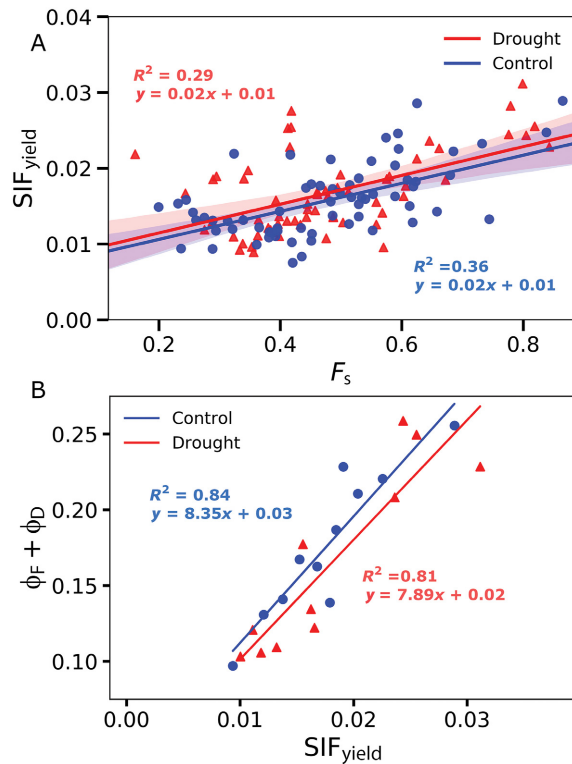 A
0.04
0.03
0.02
0.01
0.00
SIFyield
R² = 0.29
y = 0.02x + 0.01
Drought
Control
R² =0.36
y = 0.02x + 0.01
0.2 0.4 0.6 0.8
Fs
B
Control
Drought
0.25
0.20
0.15
0.10
ϕF + ϕD
R² = 0.84
y = 8.35x + 0.03
R² =0.81
y = 7.89x + 0.02
0.00 0.01 0.02 0.03
SIFyield